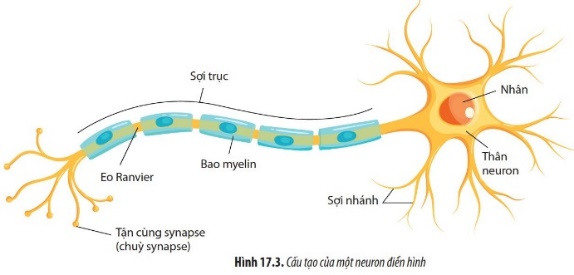 Sợi trục
Nhân
Eo Ranvier
Bao myelin
Thân
neuron
Sợi nhánh
Tận cùng synapse
(chuỳ synapse)
Hình 17.3. Cấu tạo của một neuron điển hình